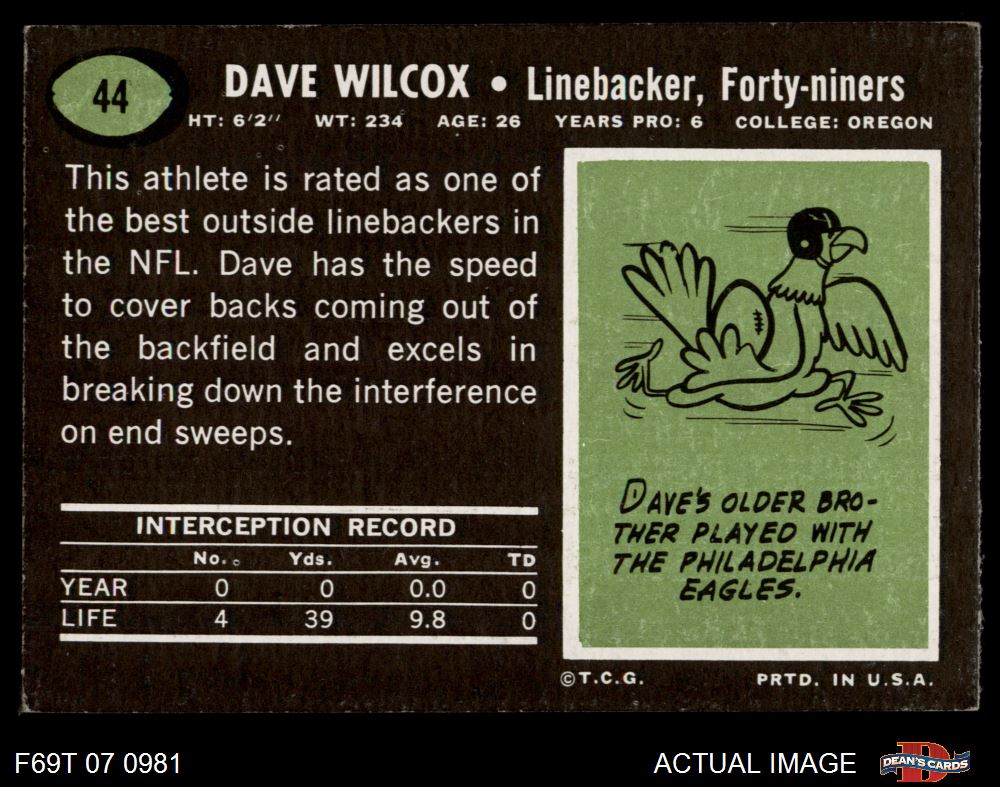 44
DAVE WILCOX • Linebacker, Forty-niners
HT: 6'2'' WT: 234 AGE: 26 YEARS PRO: 6 COLLEGE: OREGON
This athlete is rated as one of
the best outside linebackers in
the NFL. Dave has the speed
to cover backs coming out of
the backfield and excels in
breaking down the interference
on end sweeps.
INTERCEPTION RECORD
No. Yds. Avg. TD
YEAR 0 0 0.0 0
LIFE 4 39 9.8 0
DAVE'S OLDER BRO-
THER PLAYED WITH
THE PHILADELPHIA
EAGLES.
©T.C.G. PRTD. IN U.S.A.
F69T 07 0981 ACTUAL IMAGE
D
DEAN'S CARDS